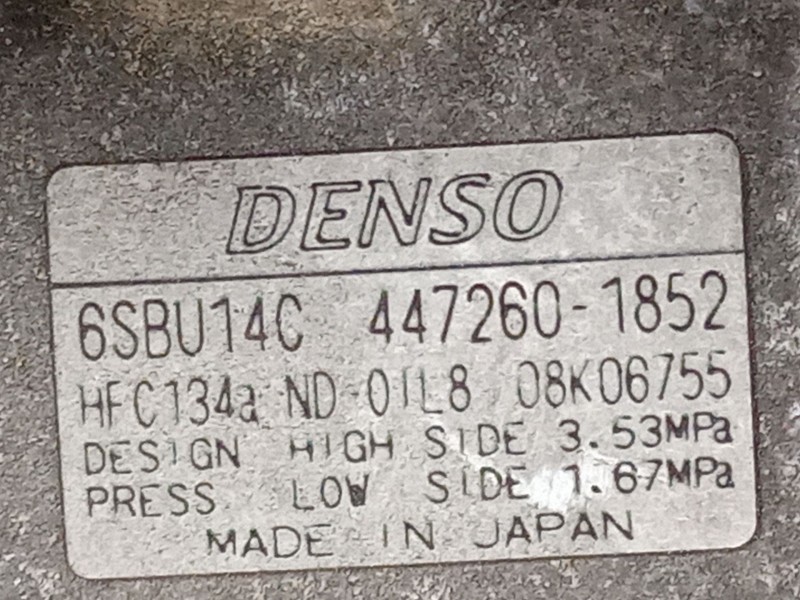 DENSO
6SBU14C 447260-1852
HFC134a ND-OIL8 08K06755
DESIGN HIGH SIDE 3.53MPa
PRESS LOW SIDE 1.67MPa
MADE IN JAPAN